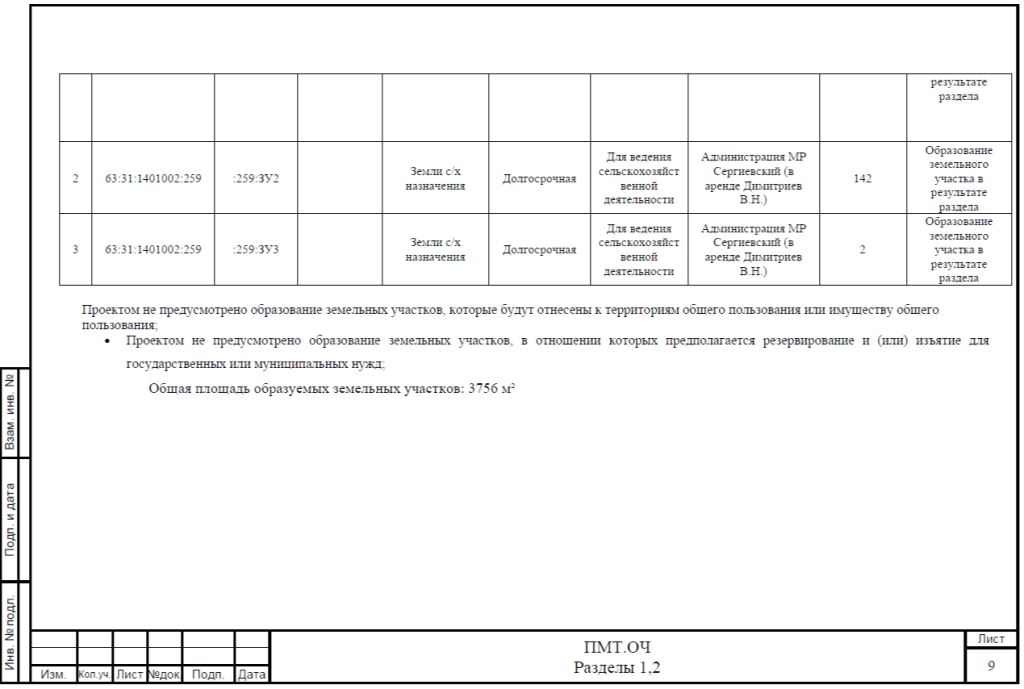 результате
раздела
2
63:31:1401002:259
:259:ЗУ2
Земли с/х
назначения
Долгосрочная
Для ведения
сельскохозяйст
венной
деятельности
Администрация МР
Сергиевский (в
аренде Димитриев
В.Н.)
142
Образование
земельного
участка в
результате
раздела
3
63:31:1401002:259
:259:ЗУ3
Земли с/х
назначения
Долгосрочная
Для ведения
сельскохозяйст
венной
деятельности
Администрация МР
Сергиевский (в
аренде Димитриев
В.Н.)
2
Образование
земельного
участка в
результате
раздела
Проектом не предусмотрено образование земельных участков, которые будут отнесены к территориям общего пользования или имуществу общего
пользования;
• Проектом не предусмотрено образование земельных участков, в отношении которых предполагается резервирование и (или) изъятие для
государственных или муниципальных нужд;
Общая площадь образуемых земельных участков: 3756 м²
Взам. инв. №
Подп. и дата
Инв. № подл.
Изм. Кол.уч. Лист №док Подп. Дата
ПМТ.ОЧ
Разделы 1,2
Лист
9